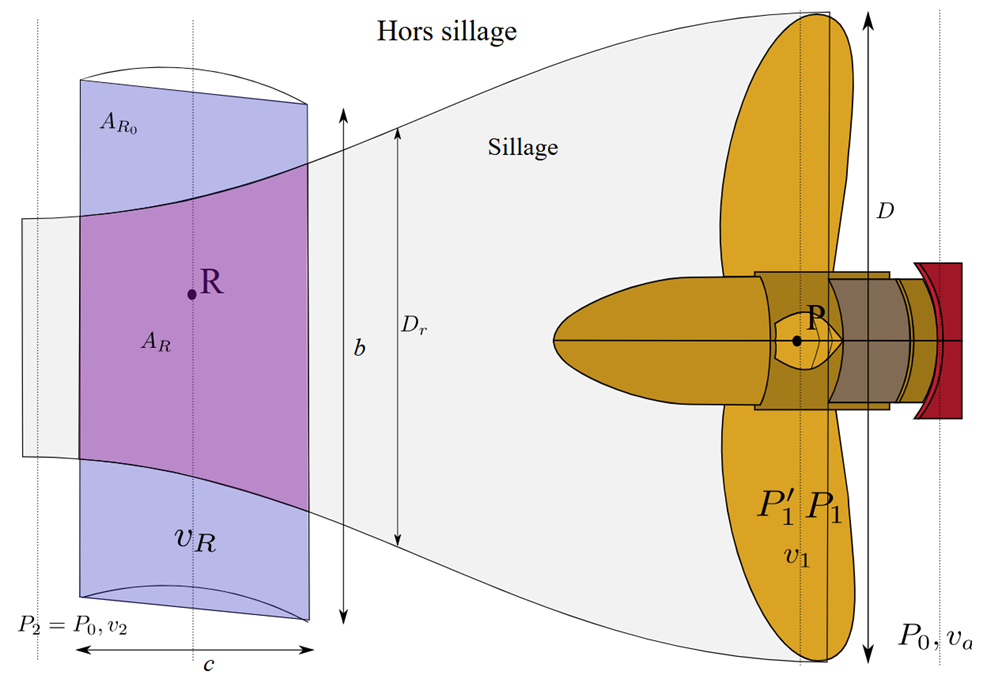 Hors sillage
A_{R_0}
Sillage
D
R
D_r
P
A_R
b
P'_1 P_1
v_R
v_1
P_2 = P_0, v_2
P_0, v_a
c